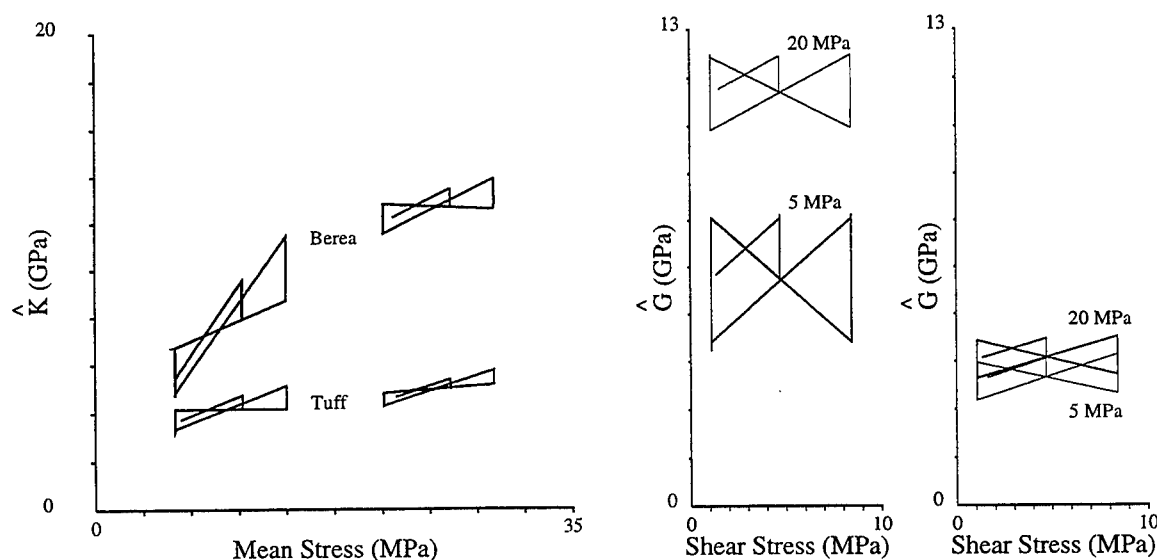 20
K̂ (GPa)
Berea
Tuff
0
0
35
Mean Stress (MPa)
13
20 MPa
Ĝ (GPa)
5 MPa
0
0
10
Shear Stress (MPa)
13
Ĝ (GPa)
20 MPa
5 MPa
0
0
10
Shear Stress (MPa)